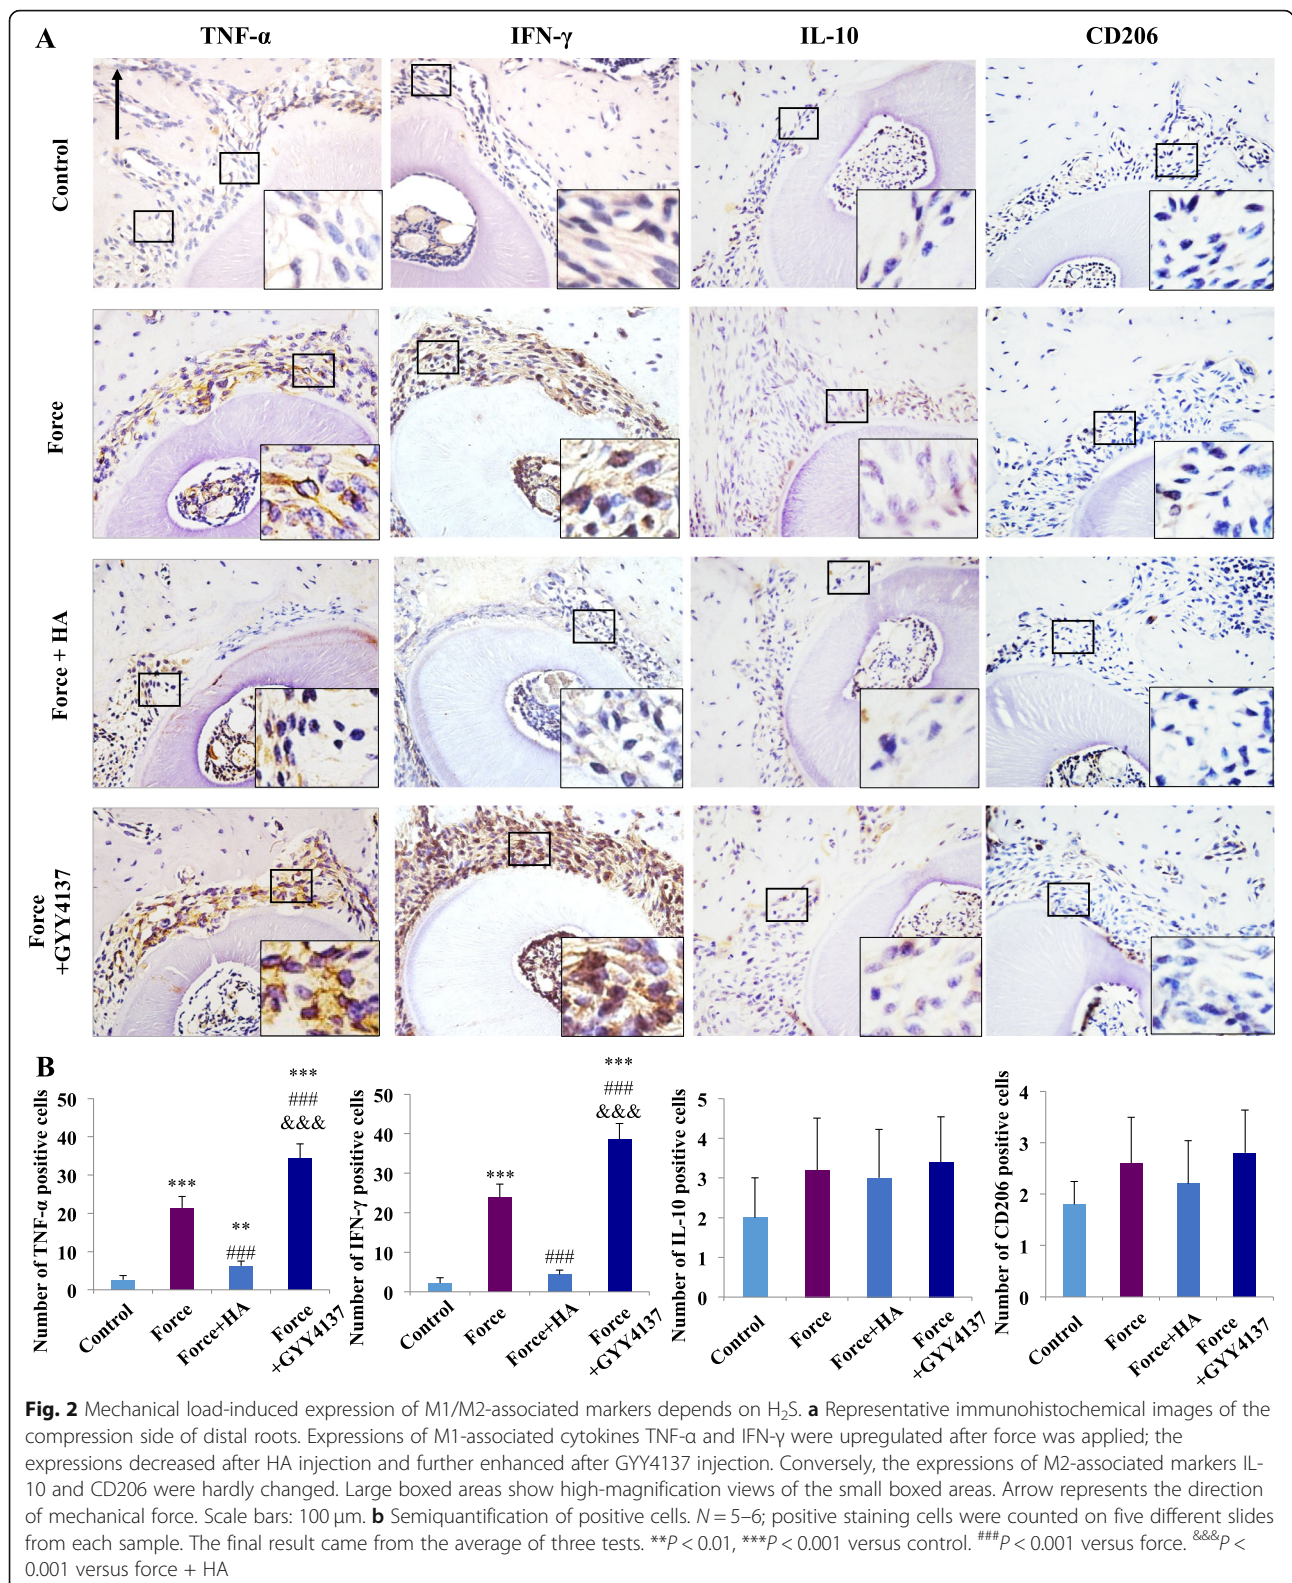 A
TNF-α IFN-γ IL-10 CD206
Control
Force
Force + HA
Force
+GYY4137
B
Number of TNF-α positive cells
50
40
30
20
10
0
***
**
###
***
###
&&&
Control
Force
Force+HA
Force
+GYY4137
Number of IFN-γ positive cells
50
40
30
20
10
0
***
###
***
###
&&&
Control
Force
Force+HA
Force
+GYY4137
Number of IL-10 positive cells
5
4
3
2
1
0
Control
Force
Force+HA
Force
+GYY4137
Number of CD206 positive cells
4
3
2
1
0
Control
Force
Force+HA
Force
+GYY4137
Fig. 2 Mechanical load-induced expression of M1/M2-associated markers depends on H₂S. a Representative immunohistochemical images of the
compression side of distal roots. Expressions of M1-associated cytokines TNF-α and IFN-γ were upregulated after force was applied; the
expressions decreased after HA injection and further enhanced after GYY4137 injection. Conversely, the expressions of M2-associated markers IL-
10 and CD206 were hardly changed. Large boxed areas show high-magnification views of the small boxed areas. Arrow represents the direction
of mechanical force. Scale bars: 100 μm. b Semiquantification of positive cells. N = 5–6; positive staining cells were counted on five different slides
from each sample. The final result came from the average of three tests. **P < 0.01, ***P < 0.001 versus control. ###P < 0.001 versus force. &&&P <
0.001 versus force + HA